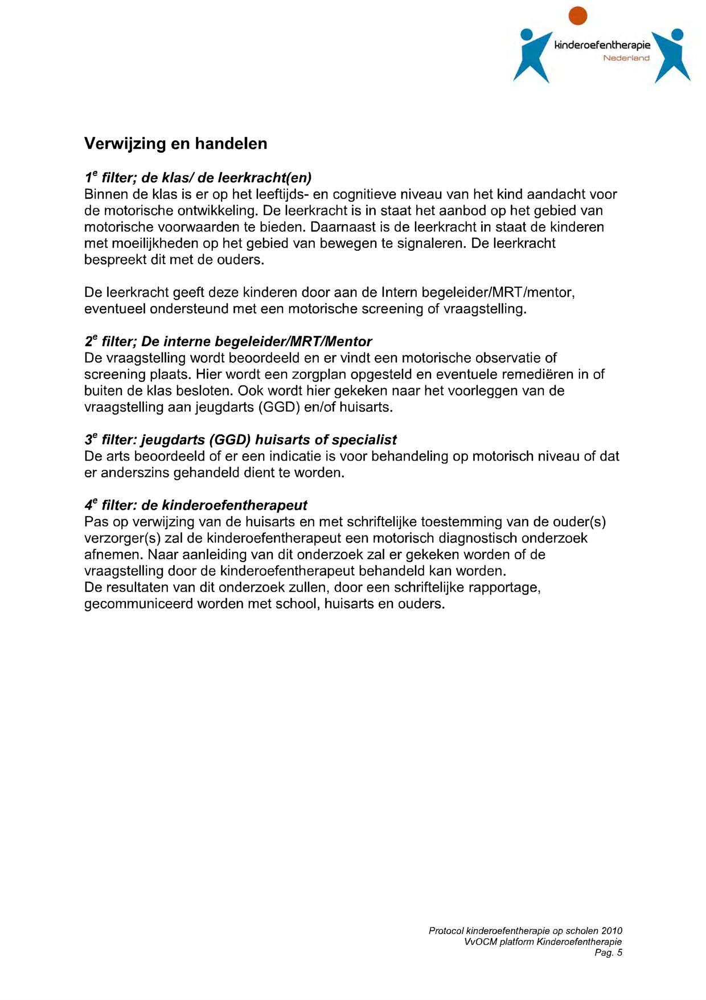 kinderoefentherapie
Nederland
Verwijzing en handelen
1e filter; de klas/ de leerkracht(en)
Binnen de klas is er op het leeftijds- en cognitieve niveau van het kind aandacht voor
de motorische ontwikkeling. De leerkracht is in staat het aanbod op het gebied van
motorische voorwaarden te bieden. Daarnaast is de leerkracht in staat de kinderen
met moeilijkheden op het gebied van bewegen te signaleren. De leerkracht
bespreekt dit met de ouders.
De leerkracht geeft deze kinderen door aan de Intern begeleider/MRT/mentor,
eventueel ondersteund met een motorische screening of vraagstelling.
2e filter; De interne begeleider/MRT/Mentor
De vraagstelling wordt beoordeeld en er vindt een motorische observatie of
screening plaats. Hier wordt een zorgplan opgesteld en eventuele remediëren in of
buiten de klas besloten. Ook wordt hier gekeken naar het voorleggen van de
vraagstelling aan jeugdarts (GGD) en/of huisarts.
3e filter: jeugdarts (GGD) huisarts of specialist
De arts beoordeeld of er een indicatie is voor behandeling op motorisch niveau of dat
er anderszins gehandeld dient te worden.
4e filter: de kinderoefentherapeut
Pas op verwijzing van de huisarts en met schriftelijke toestemming van de ouder(s)
verzorger(s) zal de kinderoefentherapeut een motorisch diagnostisch onderzoek
afnemen. Naar aanleiding van dit onderzoek zal er gekeken worden of de
vraagstelling door de kinderoefentherapeut behandeld kan worden.
De resultaten van dit onderzoek zullen, door een schriftelijke rapportage,
gecommuniceerd worden met school, huisarts en ouders.
Protocol kinderoefentherapie op scholen 2010
VvOCM platform Kinderoefentherapie
Pag. 5